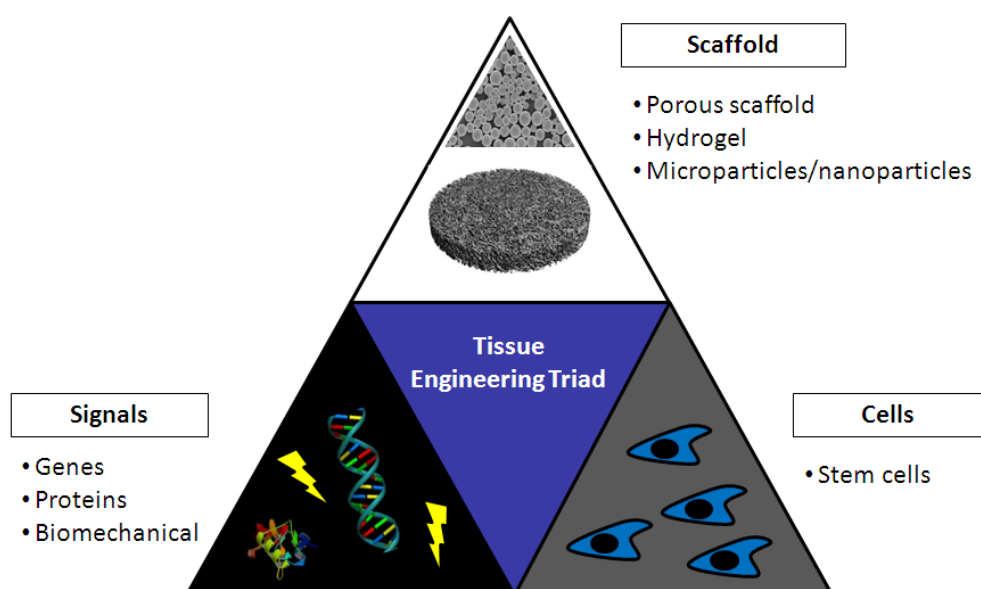 Scaffold
• Porous scaffold
• Hydrogel
• Microparticles/nanoparticles
Tissue
Engineering Triad
Signals
• Genes
• Proteins
• Biomechanical
Cells
• Stem cells